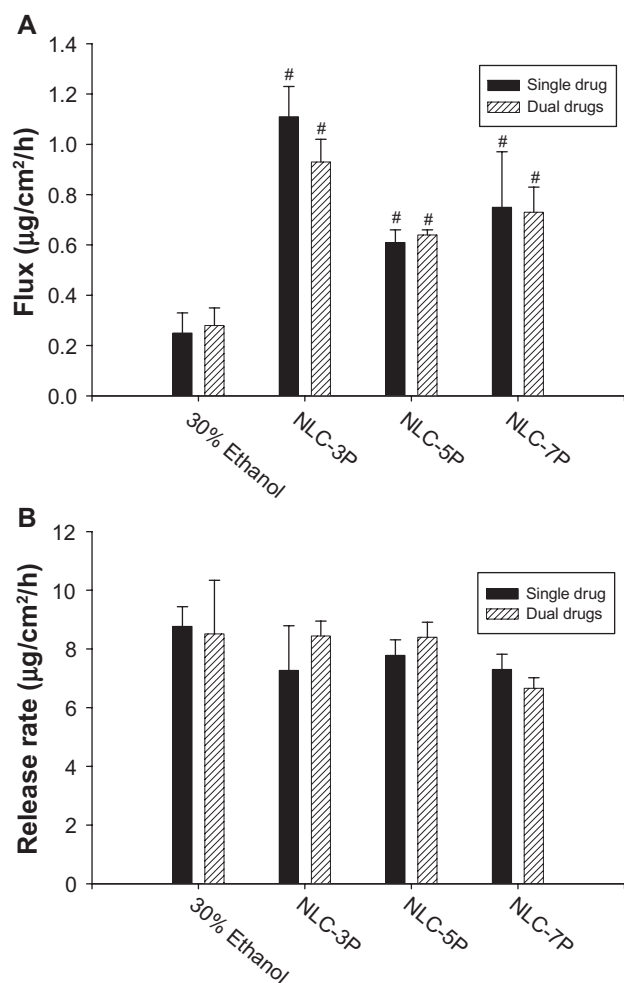 A
Flux (µg/cm²/h)
1.4
1.2
1.0
0.8
0.6
0.4
0.2
0.0
Single drug
Dual drugs
#
#
#
#
#
#
30% Ethanol
NLC-3P
NLC-5P
NLC-7P
B
Release rate (µg/cm²/h)
12
10
8
6
4
2
0
Single drug
Dual drugs
30% Ethanol
NLC-3P
NLC-5P
NLC-7P